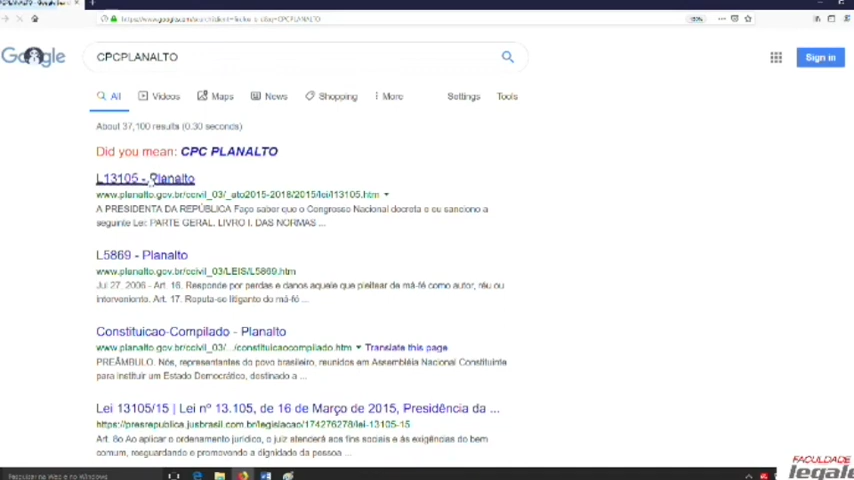 Google
CPCPLANALTO
Sign in
All Videos Maps News Shopping More Settings Tools
About 37,100 results (0.30 seconds)
Did you mean: CPC PLANALTO
L13105 - Planalto
www.planalto.gov.br/ccivil_03/_ato2015-2018/2015/lei/l13105.htm
A PRESIDENTA DA REPÚBLICA Faço saber que o Congresso Nacional decreta e eu sanciono a
seguinte Lei: PARTE GERAL. LIVRO I. DAS NORMAS ...
L5869 - Planalto
www.planalto.gov.br/ccivil_03/LEIS/L5869.htm
Jul 27, 2006 - Art. 16. Responde por perdas e danos aquele que pleitear de má-fé como autor, réu ou
interveniente. Art. 17. Reputa-se litigante de má-fé ...
Constituicao-Compilado - Planalto
www.planalto.gov.br/ccivil_03/.../constituicaocompilado.htm Translate this page
PREÂMBULO. Nós, representantes do povo brasileiro, reunidos em Assembléia Nacional Constituinte
para instituir um Estado Democrático, destinado a ...
Lei 13105/15 | Lei nº 13.105, de 16 de Março de 2015, Presidência da ...
https://presrepublica.jusbrasil.com.br/legislacao/174276278/lei-13105-15
Art. 8o Ao aplicar o ordenamento jurídico, o juiz atenderá aos fins sociais e às exigências do bem
comum, resguardando e promovendo a dignidade da pessoa ...
Pesquisar na Web e no Windows
FACULDADE
legale